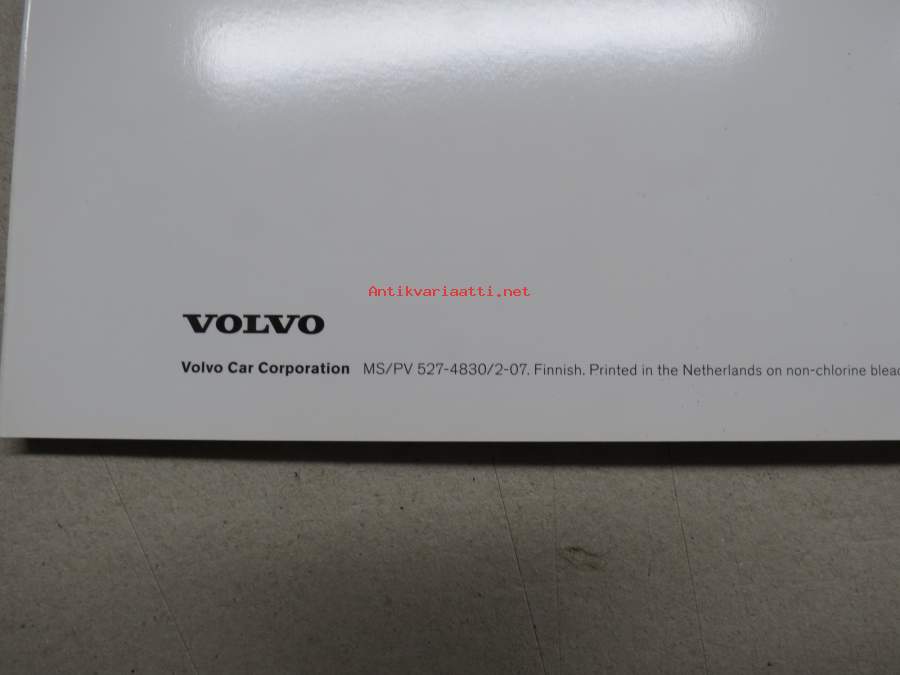 Antikvariaatti.net
VOLVO
Volvo Car Corporation MS/PV 527-4830/2-07. Finnish. Printed in the Netherlands on non-chlorine